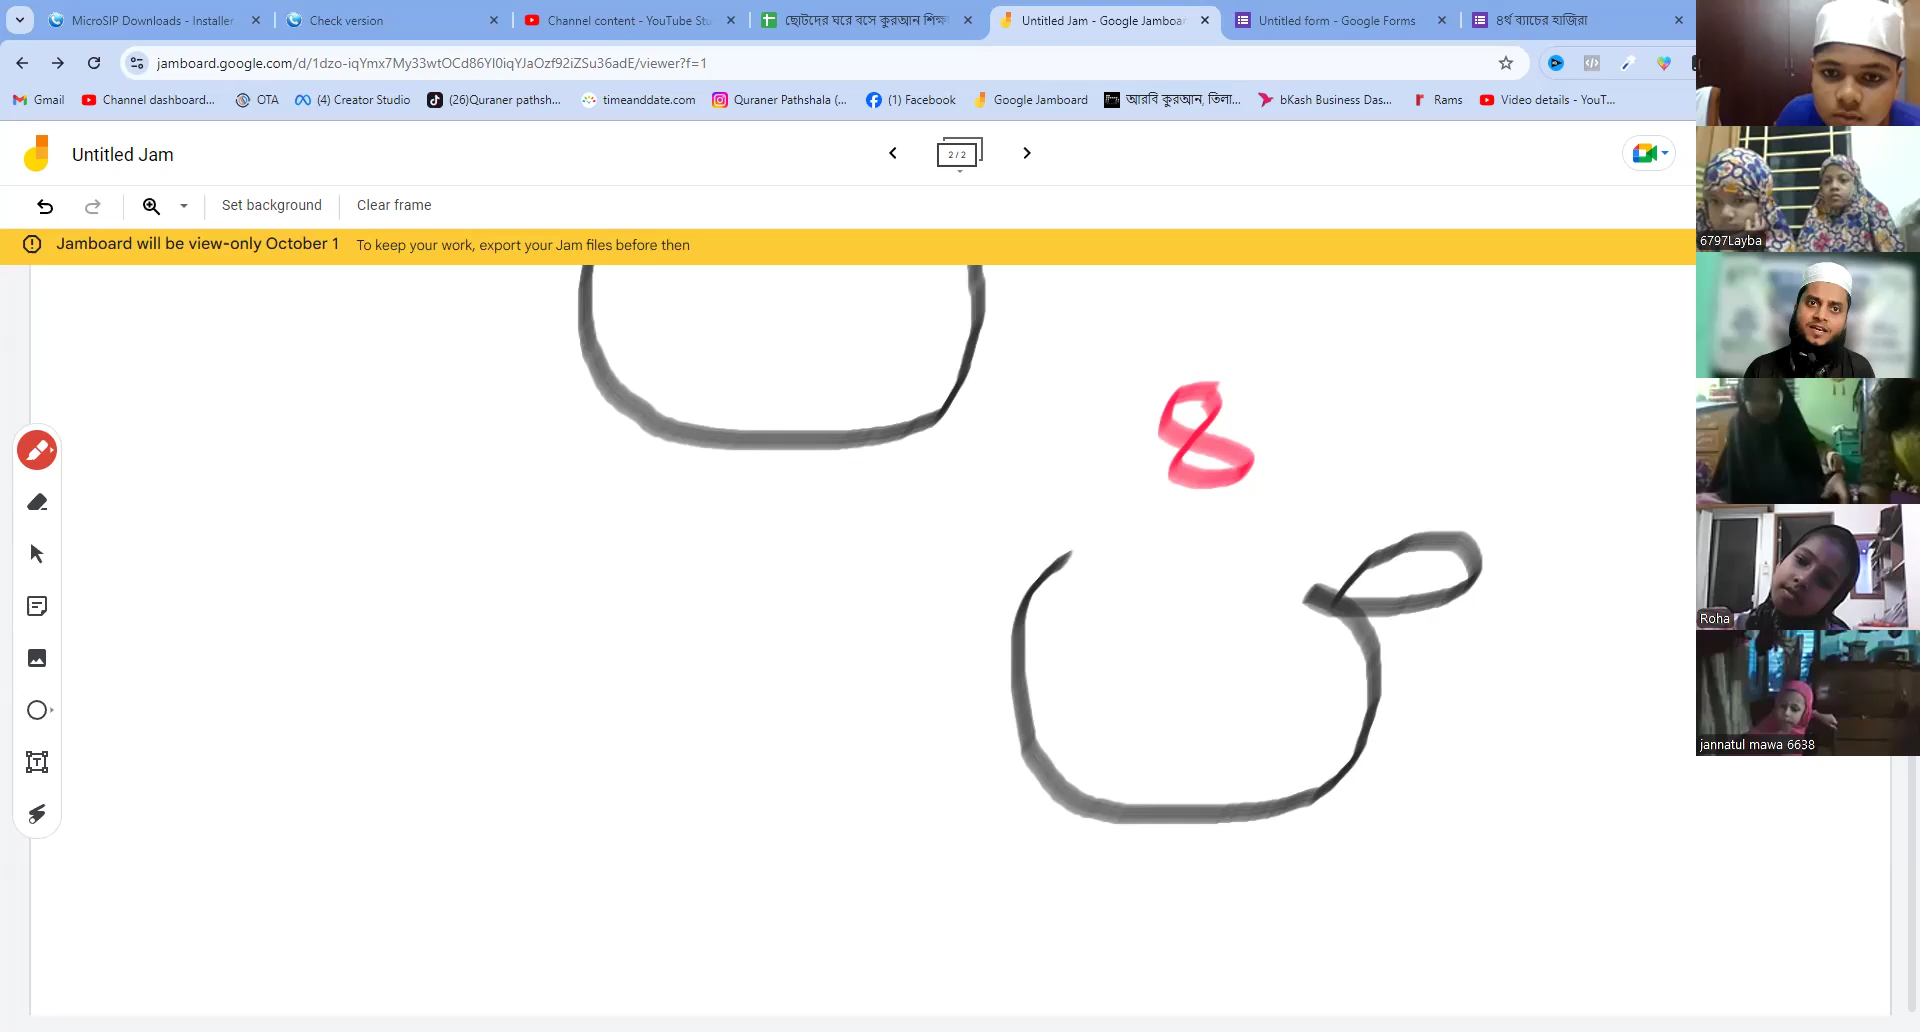 MicroSIP Downloads - Installer
Check version
Channel content - YouTube Stu
ছোটদের ঘরে বসে কুরআন শিক্ষা
Untitled Jam - Google Jamboar
Untitled form - Google Forms
৪র্থ ব্যাচের হাজিরা
jamboard.google.com/d/1dzo-iqYmx7My33wtOCd86Yl0iqYJaOzf92iZSu36adE/viewer?f=1
Gmail
Channel dashboard...
OTA
(4) Creator Studio
(26)Quraner pathsh...
timeanddate.com
Quraner Pathshala (...
(1) Facebook
Google Jamboard
আরবি কুরআন, তিলা...
bKash Business Das...
Rams
Video details - YouT...
Untitled Jam
2 / 2
Set background
Clear frame
Jamboard will be view-only October 1 To keep your work, export your Jam files before then
6797Layba
Roha
jannatul mawa 6638